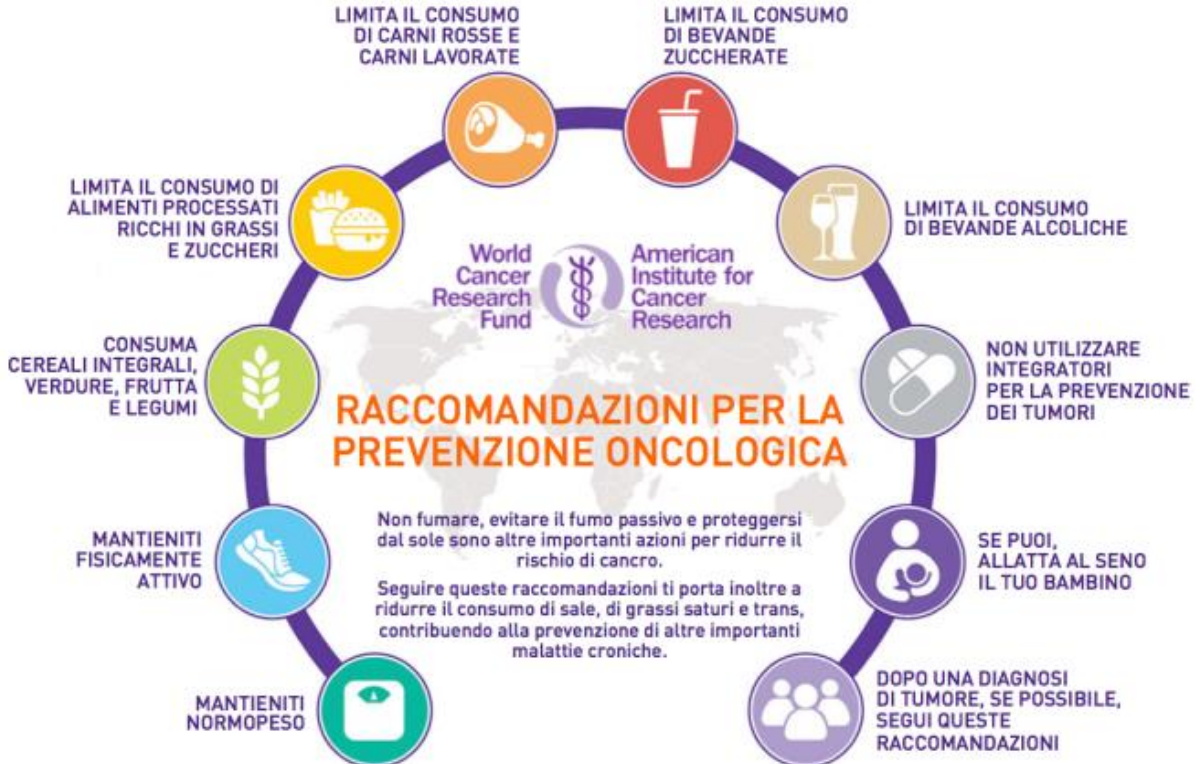 LIMITA IL CONSUMO
DI CARNI ROSSE E
CARNI LAVORATE
LIMITA IL CONSUMO
DI BEVANDE
ZUCCHERATE
LIMITA IL CONSUMO DI
ALIMENTI PROCESSATI
RICCHI IN GRASSI
E ZUCCHERI
LIMITA IL CONSUMO
DI BEVANDE ALCOLICHE
World
Cancer
Research
Fund
American
Institute for
Cancer
Research
CONSUMA
CEREALI INTEGRALI,
VERDURE, FRUTTA
E LEGUMI
NON UTILIZZARE
INTEGRATORI
PER LA PREVENZIONE
DEI TUMORI
RACCOMANDAZIONI PER LA
PREVENZIONE ONCOLOGICA
Non fumare, evitare il fumo passivo e proteggersi
dal sole sono altre importanti azioni per ridurre il
rischio di cancro.
Seguire queste raccomandazioni ti porta inoltre a
ridurre il consumo di sale, di grassi saturi e trans,
contribuendo alla prevenzione di altre importanti
malattie croniche.
MANTIENITI
FISICAMENTE
ATTIVO
SE PUOI,
ALLATTA AL SENO
IL TUO BAMBINO
MANTIENITI
NORMOPESO
DOPO UNA DIAGNOSI
DI TUMORE, SE POSSIBILE,
SEGUI QUESTE
RACCOMANDAZIONI